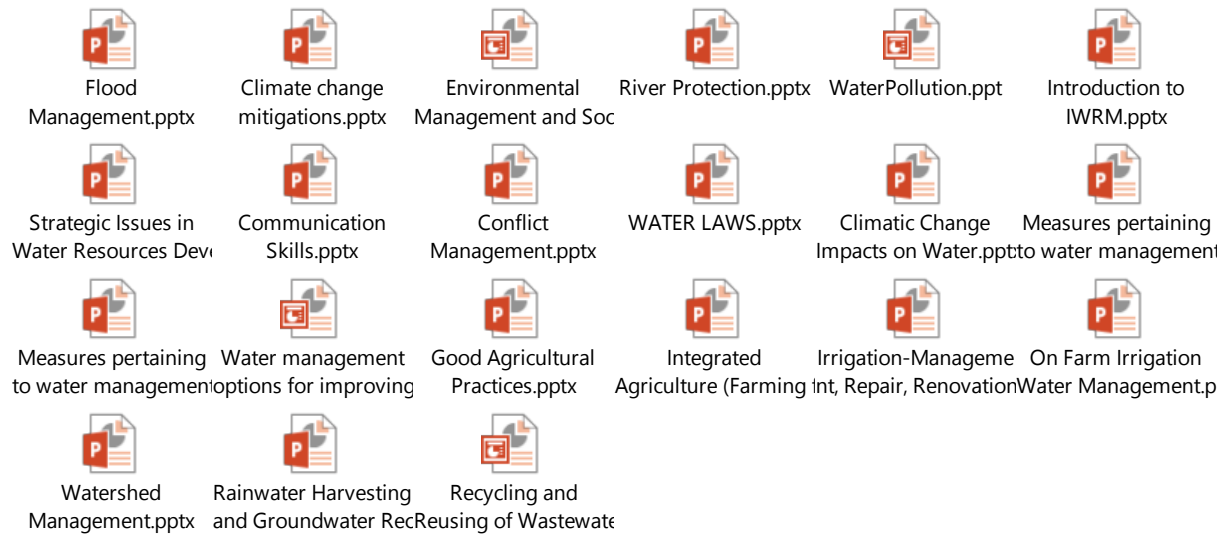 Flood
Management.pptx
Climate change
mitigations.pptx
Environmental
Management and Soc
River Protection.pptx
WaterPollution.ppt
Introduction to
IWRM.pptx
Strategic Issues in
Water Resources Deve
Communication
Skills.pptx
Conflict
Management.pptx
WATER LAWS.pptx
Climatic Change
Impacts on Water.ppt
Measures pertaining
to water management
Measures pertaining
to water management
Water management
options for improving
Good Agricultural
Practices.pptx
Integrated
Agriculture (Farming
Irrigation-Manageme
nt, Repair, Renovation
On Farm Irrigation
Water Management.p
Watershed
Management.pptx
Rainwater Harvesting
and Groundwater Rec
Recycling and
Reusing of Wastewate